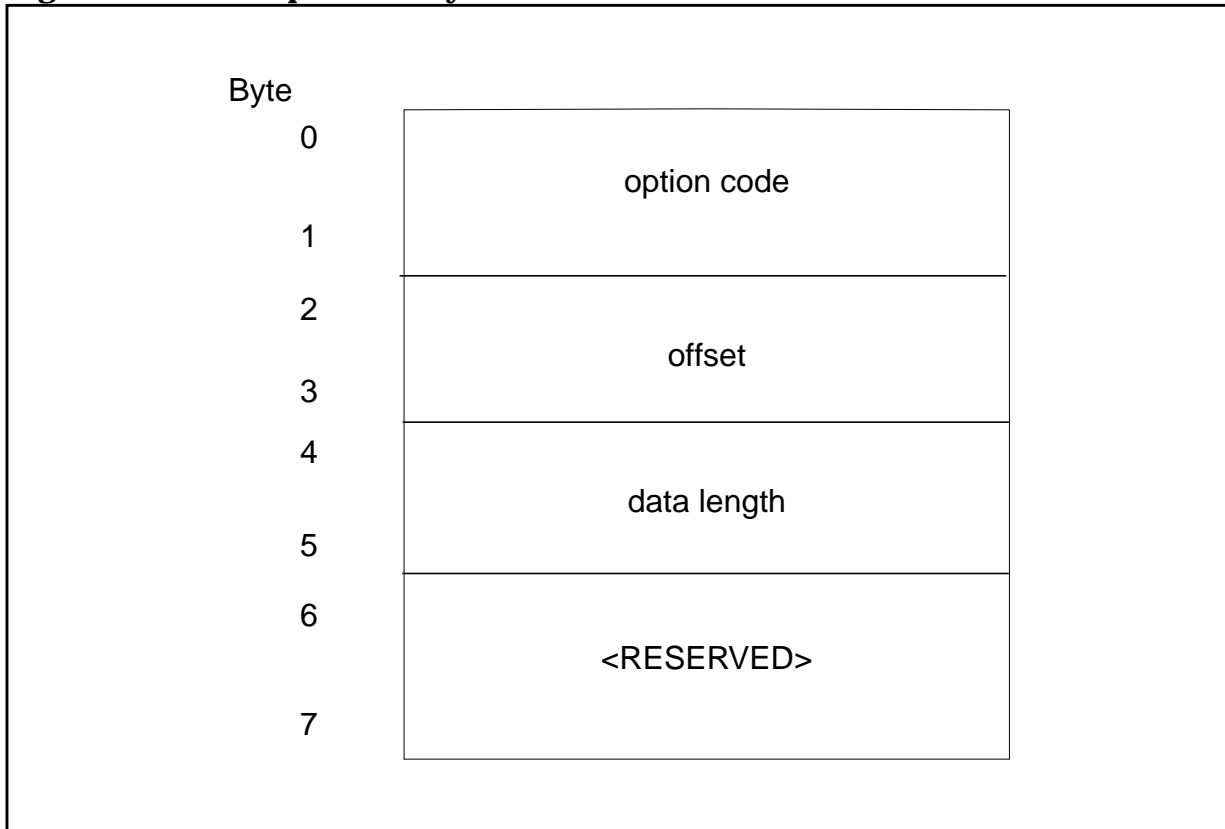 Byte
0
option code
1
2
offset
3
4
data length
5
6
<RESERVED>
7